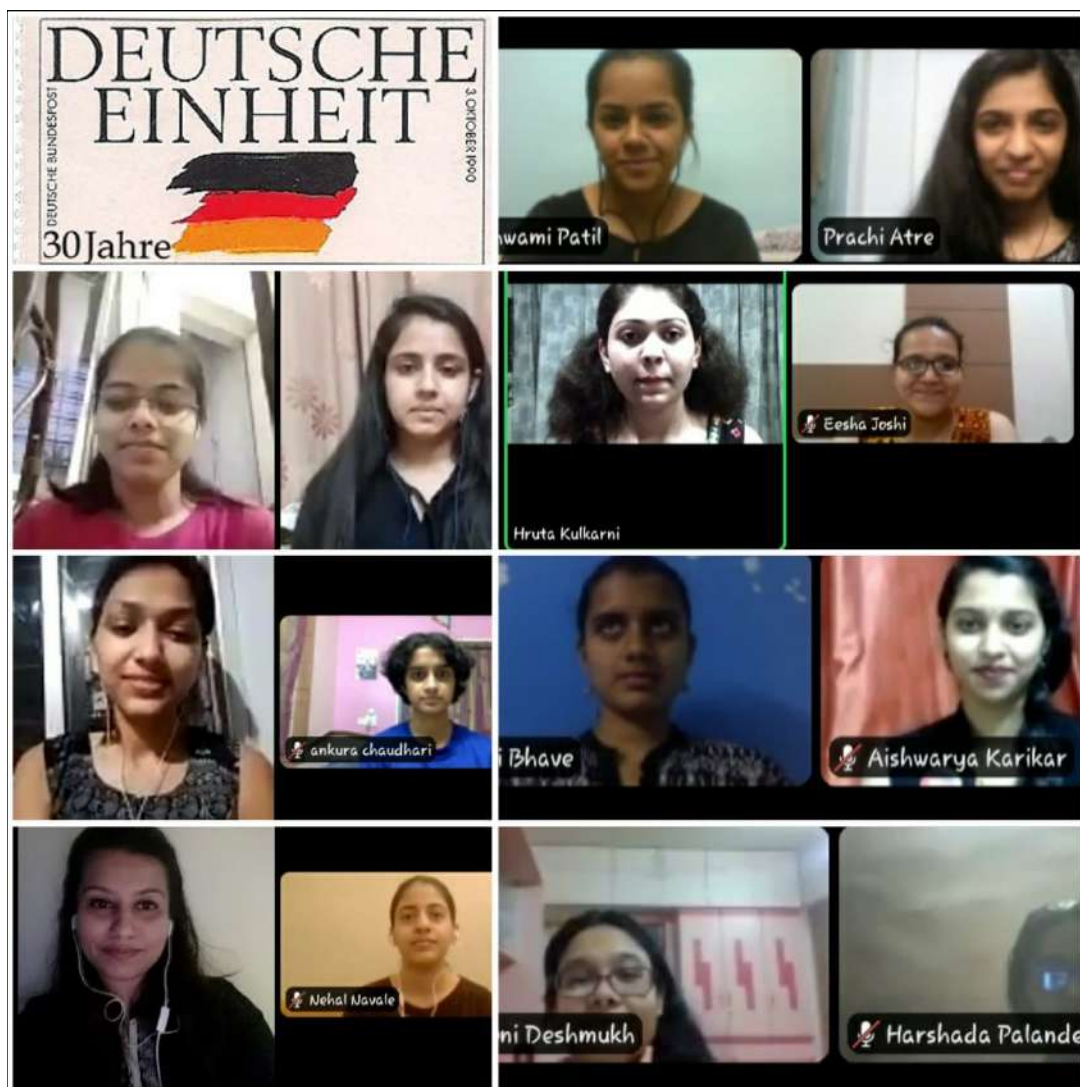 DEUTSCHE
EINHEIT
DEUTSCHE BUNDESPOST
3. OKTOBER 1990
30 Jahre
wami Patil
Prachi Atre
Hruta Kulkarni
Eesha Joshi
ankura chaudhari
i Bhave
Aishwarya Karikar
Nehal Navale
ni Deshmukh
Harshada Palande